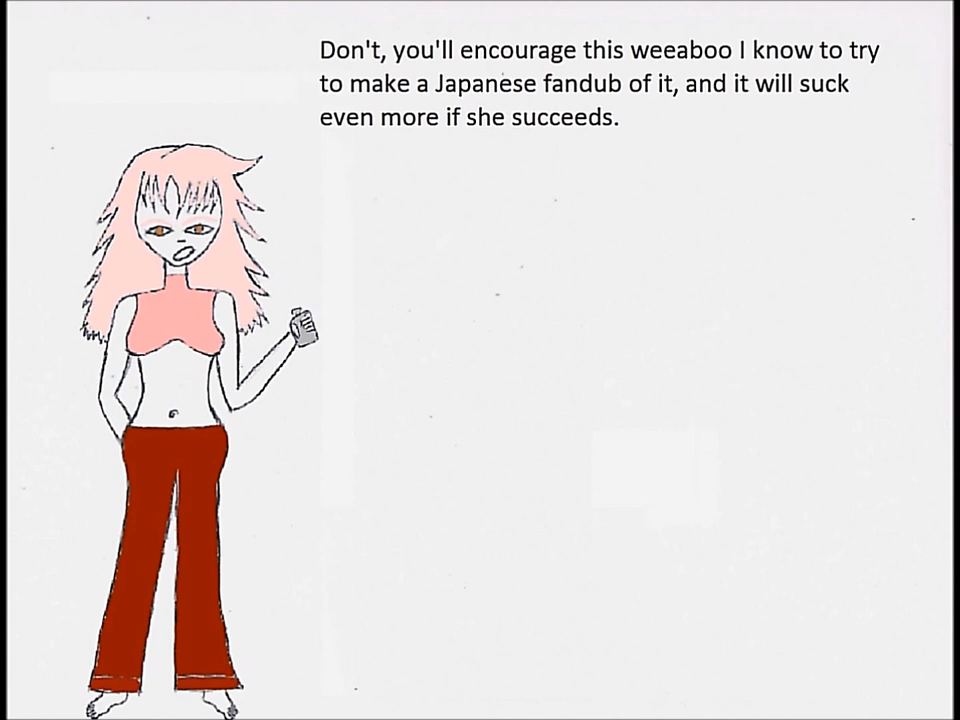 Don't, you'll encourage this weeaboo I know to try
to make a Japanese fandub of it, and it will suck
even more if she succeeds.